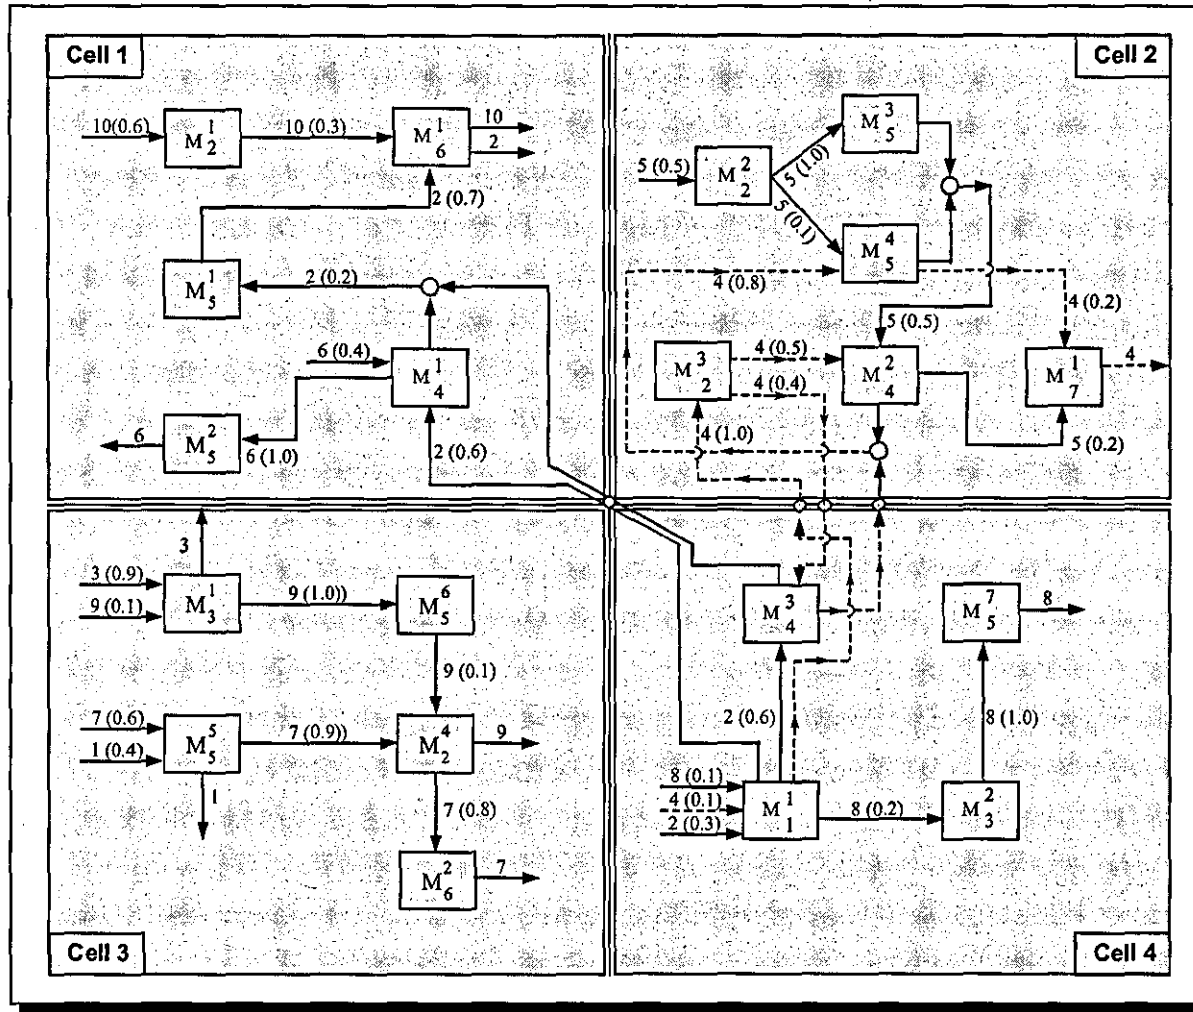 Cell 1
10(0.6)
M 1 2
10 (0.3)
M 1 6
10
2
2 (0.7)
M 1 5
2 (0.2)
6 (0.4)
M 1 4
M 2 5
6
6 (1.0)
2 (0.6)
Cell 2
5 (0.5)
M 2 2
5 (1.0)
5 (0.1)
M 3 5
M 4 5
4 (0.8)
4 (0.2)
5 (0.5)
M 3 2
4 (0.5)
4 (0.4)
M 2 4
M 1 7
4
4 (1.0)
5 (0.2)
3
3 (0.9)
9 (0.1)
M 1 3
9 (1.0))
M 6 5
9 (0.1)
7 (0.6)
1 (0.4)
M 5 5
7 (0.9))
M 4 2
9
1
7 (0.8)
M 2 6
7
Cell 3
M 3 4
M 7 5
8
2 (0.6)
8 (1.0)
8 (0.1)
4 (0.1)
2 (0.3)
M 1 1
8 (0.2)
M 2 3
Cell 4